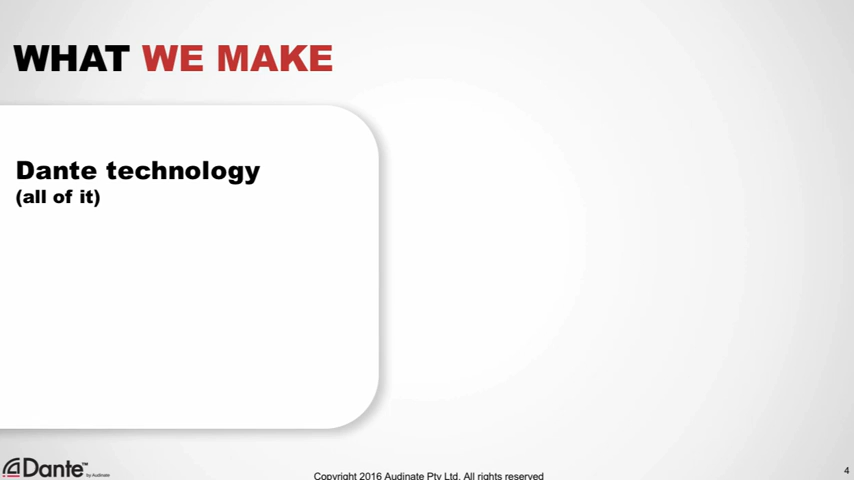 WHAT WE MAKE
Dante technology
(all of it)
Dante™ by Audinate
Copyright 2016 Audinate Pty Ltd. All rights reserved
4